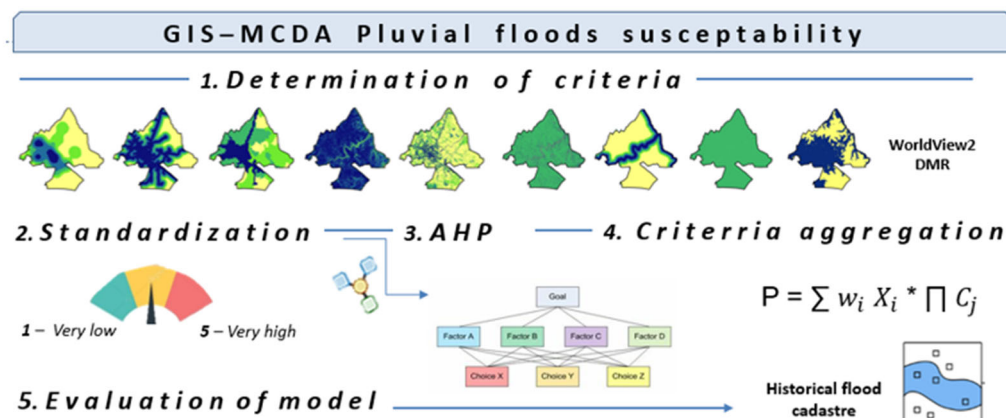 GIS–MCDA Pluvial floods susceptability
1. Determination of criteria
WorldView2
DMR
2. Standardization
3. AHP
4. Criterria aggregation
1 – Very low
5 – Very high
Goal
Factor A
Factor B
Factor C
Factor D
Choice X
Choice Y
Choice Z
P = ∑ wᵢ Xᵢ * ∏ Cⱼ
5. Evaluation of model
Historical flood
cadastre